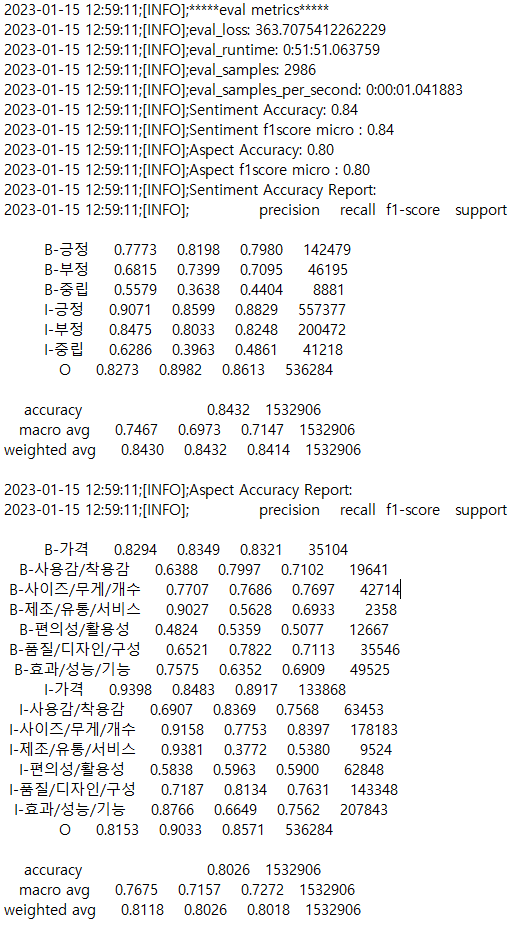 2023-01-15 12:59:11;[INFO];*****eval metrics*****
2023-01-15 12:59:11;[INFO];eval_loss: 363.7075412262229
2023-01-15 12:59:11;[INFO];eval_runtime: 0:51:51.063759
2023-01-15 12:59:11;[INFO];eval_samples: 2986
2023-01-15 12:59:11;[INFO];eval_samples_per_second: 0:00:01.041883
2023-01-15 12:59:11;[INFO];Sentiment Accuracy: 0.84
2023-01-15 12:59:11;[INFO];Sentiment f1score micro : 0.84
2023-01-15 12:59:11;[INFO];Aspect Accuracy: 0.80
2023-01-15 12:59:11;[INFO];Aspect f1score micro : 0.80
2023-01-15 12:59:11;[INFO];Sentiment Accuracy Report:
2023-01-15 12:59:11;[INFO]; precision recall f1-score support
B-긍정 0.7773 0.8198 0.7980 142479
B-부정 0.6815 0.7399 0.7095 46195
B-중립 0.5579 0.3638 0.4404 8881
I-긍정 0.9071 0.8599 0.8829 557377
I-부정 0.8475 0.8033 0.8248 200472
I-중립 0.6286 0.3963 0.4861 41218
O 0.8273 0.8982 0.8613 536284
accuracy 0.8432 1532906
macro avg 0.7467 0.6973 0.7147 1532906
weighted avg 0.8430 0.8432 0.8414 1532906
2023-01-15 12:59:11;[INFO];Aspect Accuracy Report:
2023-01-15 12:59:11;[INFO]; precision recall f1-score support
B-가격 0.8294 0.8349 0.8321 35104
B-사용감/착용감 0.6388 0.7997 0.7102 19641
B-사이즈/무게/개수 0.7707 0.7686 0.7697 42714
B-제조/유통/서비스 0.9027 0.5628 0.6933 2358
B-편의성/활용성 0.4824 0.5359 0.5077 12667
B-품질/디자인/구성 0.6521 0.7822 0.7113 35546
B-효과/성능/기능 0.7575 0.6352 0.6909 49525
I-가격 0.9398 0.8483 0.8917 133868
I-사용감/착용감 0.6907 0.8369 0.7568 63453
I-사이즈/무게/개수 0.9158 0.7753 0.8397 178183
I-제조/유통/서비스 0.9381 0.3772 0.5380 9524
I-편의성/활용성 0.5838 0.5963 0.5900 62848
I-품질/디자인/구성 0.7187 0.8134 0.7631 143348
I-효과/성능/기능 0.8766 0.6649 0.7562 207843
O 0.8153 0.9033 0.8571 536284
accuracy 0.8026 1532906
macro avg 0.7675 0.7157 0.7272 1532906
weighted avg 0.8118 0.8026 0.8018 1532906